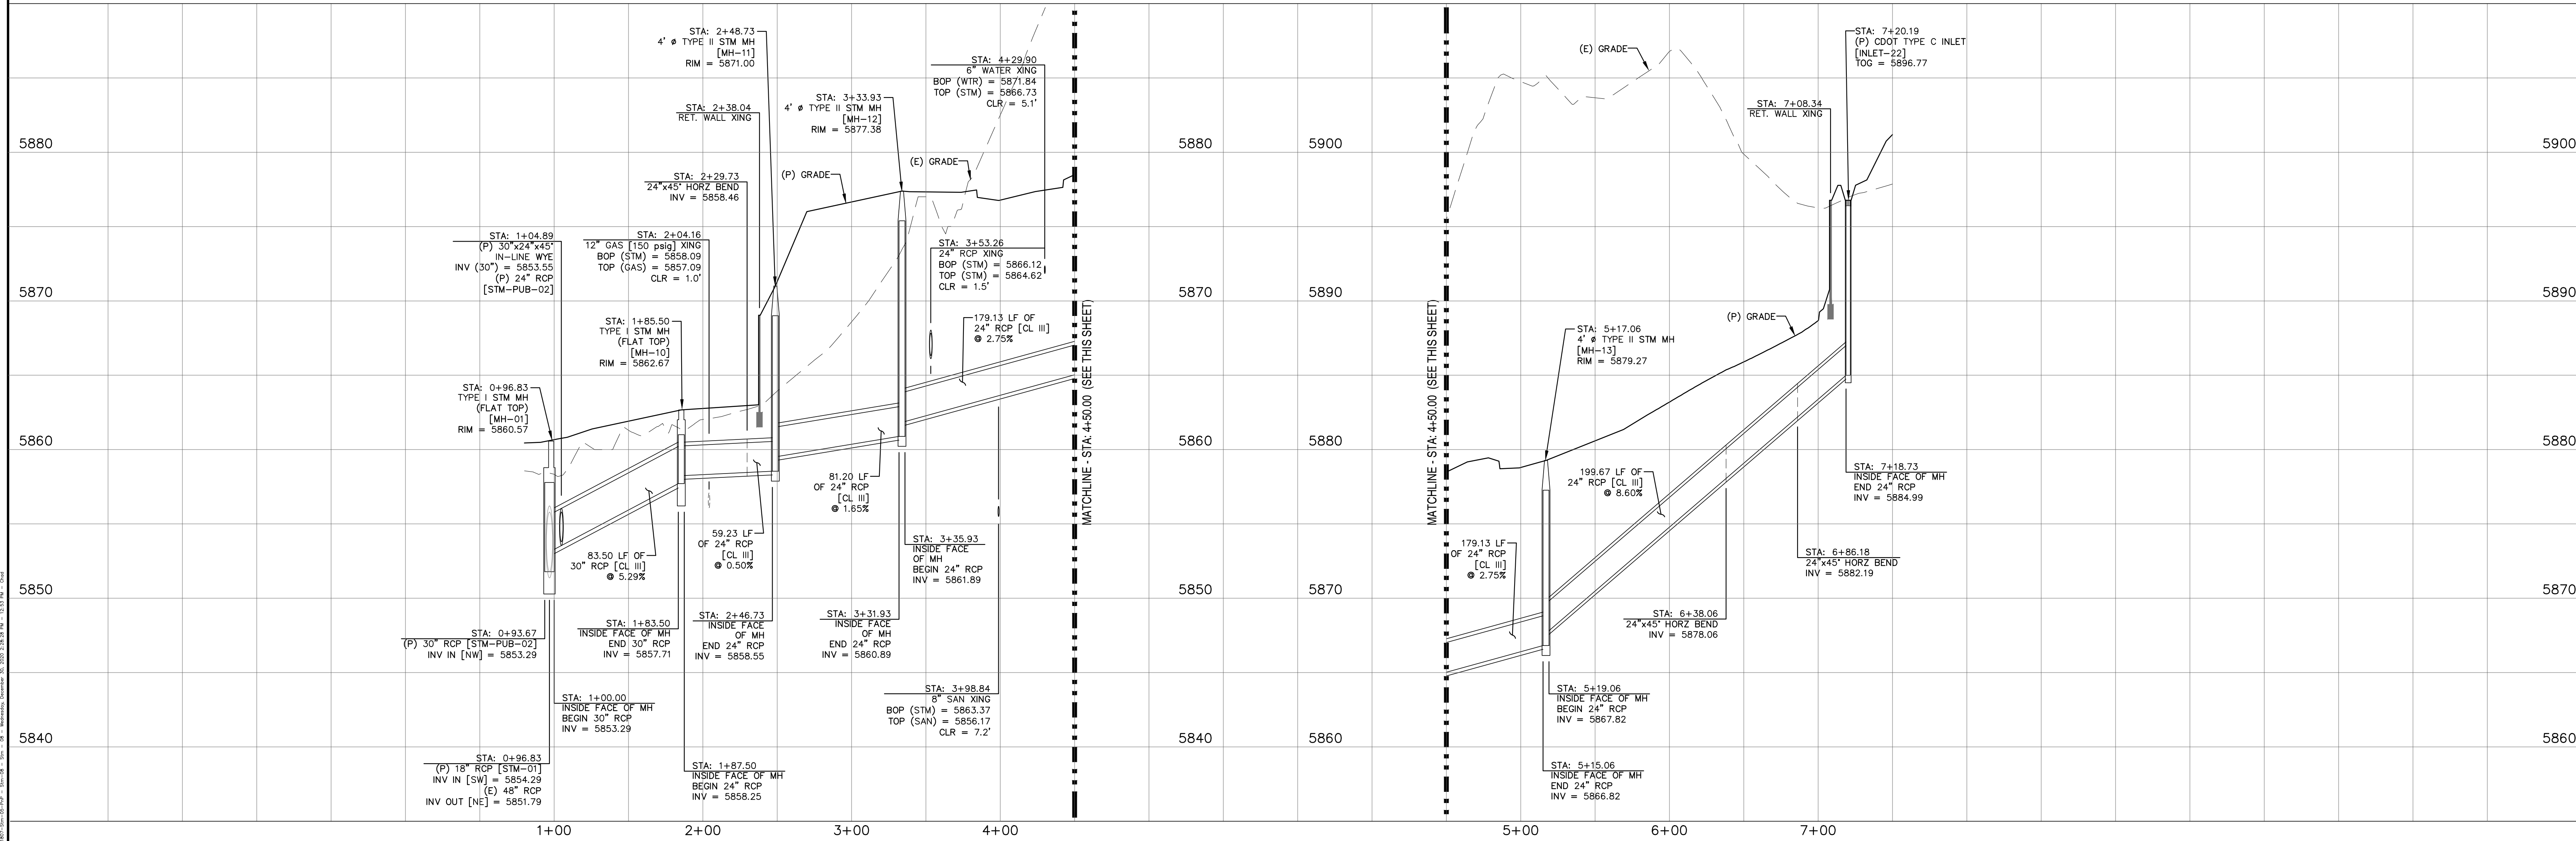 STA: 2+48.73
4' ø TYPE II STM MH
[MH-11]
RIM = 5871.00
STA: 4+29.90
6" WATER XING
BOP (WTR) = 5871.84
TOP (STM) = 5866.73
CLR = 5.1'
STA: 3+33.93
4' ø TYPE II STM MH
[MH-12]
RIM = 5877.38
STA: 2+38.04
RET. WALL XING
5880
(E) GRADE
(P) GRADE
STA: 2+29.73
24"x45° HORZ BEND
INV = 5858.46
STA: 1+04.89
(P) 30"x24"x45°
IN-LINE WYE
INV (30") = 5853.55
(P) 24" RCP
[STM-PUB-02]
STA: 2+04.16
12" GAS [150 psig] XING
BOP (STM) = 5858.09
TOP (GAS) = 5857.09
CLR = 1.0'
STA: 3+53.26
24" RCP XING
BOP (STM) = 5866.12
TOP (STM) = 5864.62
CLR = 1.5'
5870
STA: 1+85.50
TYPE I STM MH
(FLAT TOP)
[MH-10]
RIM = 5862.67
179.13 LF OF
24" RCP [CL III]
@ 2.75%
STA: 0+96.83
TYPE I STM MH
(FLAT TOP)
[MH-01]
RIM = 5860.57
5860
83.50 LF OF
30" RCP [CL III]
@ 5.29%
59.23 LF
OF 24" RCP
[CL III]
@ 0.50%
81.20 LF
OF 24" RCP
[CL III]
@ 1.65%
STA: 3+35.93
INSIDE FACE
OF MH
BEGIN 24" RCP
INV = 5861.89
5850
STA: 0+93.67
(P) 30" RCP [STM-PUB-02]
INV IN [NW] = 5853.29
STA: 1+83.50
INSIDE FACE OF MH
END 30" RCP
INV = 5857.71
STA: 2+46.73
INSIDE FACE
OF MH
END 24" RCP
INV = 5858.55
STA: 3+31.93
INSIDE FACE
OF MH
END 24" RCP
INV = 5860.89
STA: 1+00.00
INSIDE FACE OF MH
BEGIN 30" RCP
INV = 5853.29
STA: 3+98.84
8" SAN XING
BOP (STM) = 5863.37
TOP (SAN) = 5856.17
CLR = 7.2'
5840
STA: 0+96.83
(P) 18" RCP [STM-01]
INV IN [SW] = 5854.29
(E) 48" RCP
INV OUT [NE] = 5851.79
STA: 1+87.50
INSIDE FACE OF MH
BEGIN 24" RCP
INV = 5858.25
1+00 2+00 3+00 4+00
MATCHLINE - STA: 4+50.00 (SEE THIS SHEET)
5880
5870
5860
5850
5840
5900
5890
5880
5870
5860
MATCHLINE - STA: 4+50.00 (SEE THIS SHEET)
(E) GRADE
STA: 7+20.19
(P) CDOT TYPE C INLET
[INLET-22]
TOG = 5896.77
STA: 7+08.34
RET. WALL XING
(P) GRADE
STA: 5+17.06
4' ø TYPE II STM MH
[MH-13]
RIM = 5879.27
199.67 LF OF
24" RCP [CL III]
@ 8.60%
STA: 7+18.73
INSIDE FACE OF MH
END 24" RCP
INV = 5884.99
179.13 LF
OF 24" RCP
[CL III]
@ 2.75%
STA: 6+86.18
24"x45° HORZ BEND
INV = 5882.19
STA: 6+38.06
24"x45° HORZ BEND
INV = 5878.06
STA: 5+19.06
INSIDE FACE OF MH
BEGIN 24" RCP
INV = 5867.82
STA: 5+15.06
INSIDE FACE OF MH
END 24" RCP
INV = 5866.82
5+00 6+00 7+00
5900
5890
5880
5870
5860